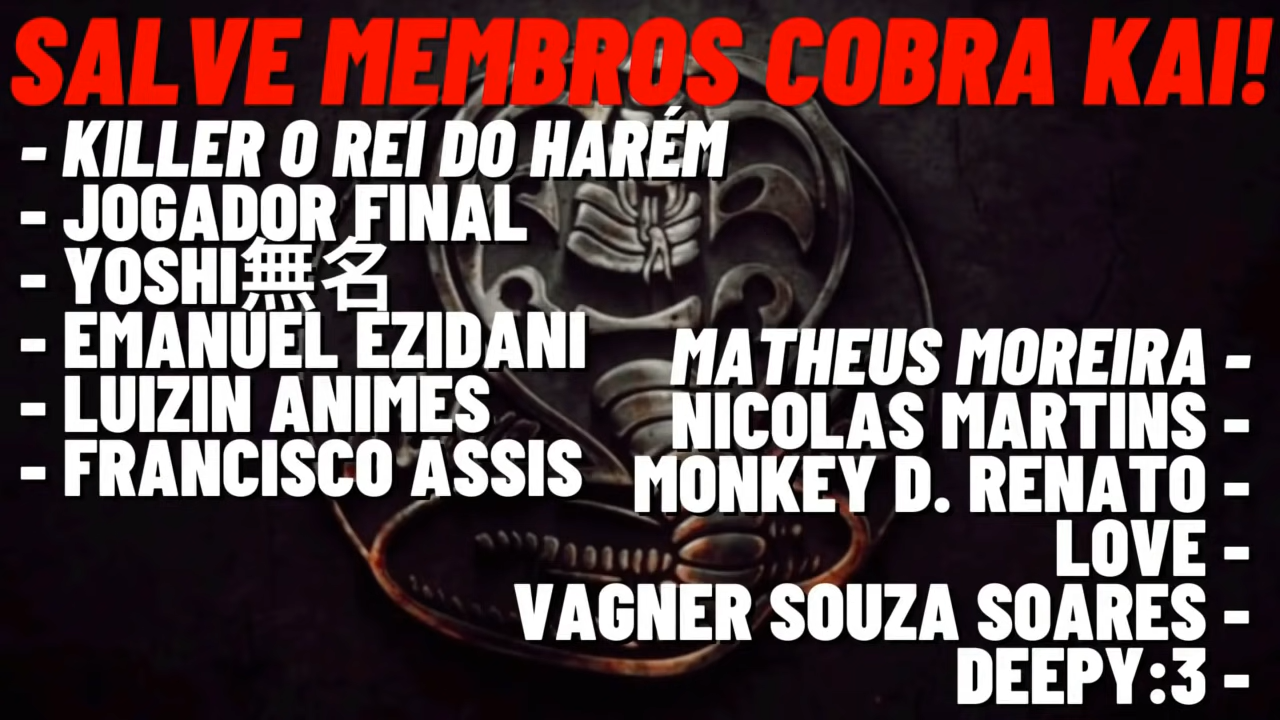 SALVE MEMBROS COBRA KAI!
- KILLER O REI DO HARÉM
- JOGADOR FINAL
- YOSHI無名
- EMANUEL EZIDANI
- LUIZIN ANIMES
- FRANCISCO ASSIS
MATHEUS MOREIRA -
NICOLAS MARTINS -
MONKEY D. RENATO -
LOVE -
VAGNER SOUZA SOARES -
DEEPY:3 -